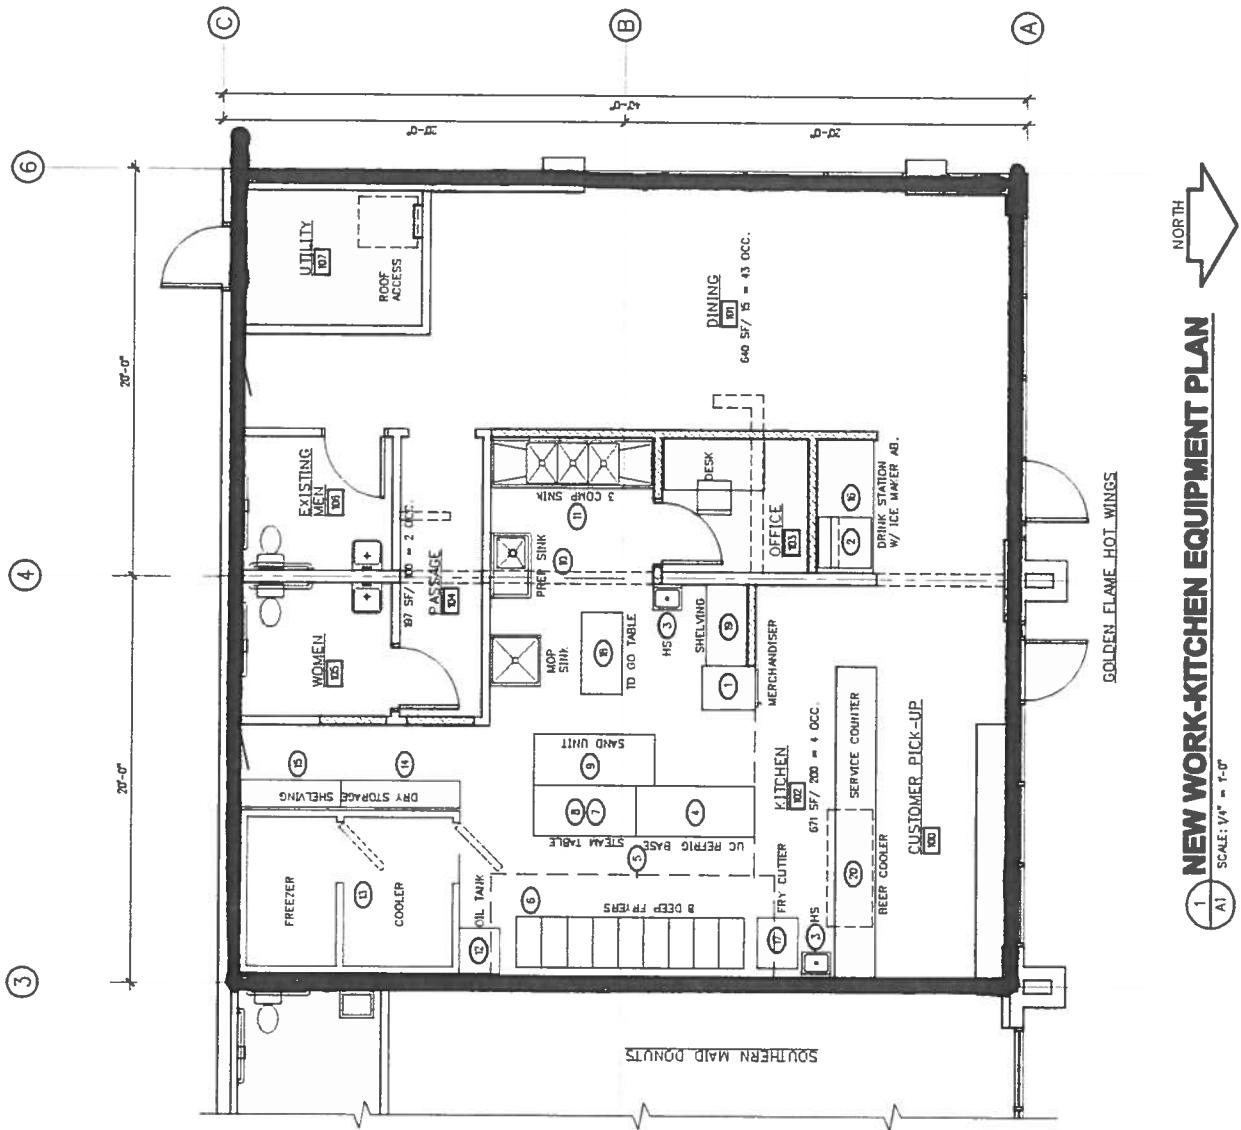 C
B
A
6
4
3
40'-0"
20'-0"
20'-0"
20'-0"
20'-0"
UTILITY
107
ROOF
ACCESS
DINING
101
640 SF/ 15 = 43 OCC.
EXISTING
MEN
106
WOMEN
105
PASSAGE
104
197 SF/ 100 = 2 OCC.
3 COMP SNIK
11
PREP SINK
10
MOP
SINK
DESK
OFFICE
103
16
2
DRINK STATION
W/ ICE MAKER AB.
3
HS
SHELVING
19
1
MERCHANDISER
18
TO GO TABLE
SAND UNIT
9
8
7
STEAM TABLE
4
UC REFRIG BASE
5
KITCHEN
102
671 SF/ 200 = 4 OCC.
SERVICE COUNTER
20
BEER COOLER
CUSTOMER PICK-UP
100
15
14
DRY STORAGE SHELVING
FREEZER
13
COOLER
OIL TANK
12
6
8 DEEP FRYERS
FRY CUTTER
17
3
HS
SOUTHERN MAID DONUTS
GOLDEN FLAME HOT WINGS
NORTH
1
A1
NEW WORK-KITCHEN EQUIPMENT PLAN
SCALE: 1/4" = 1'-0"